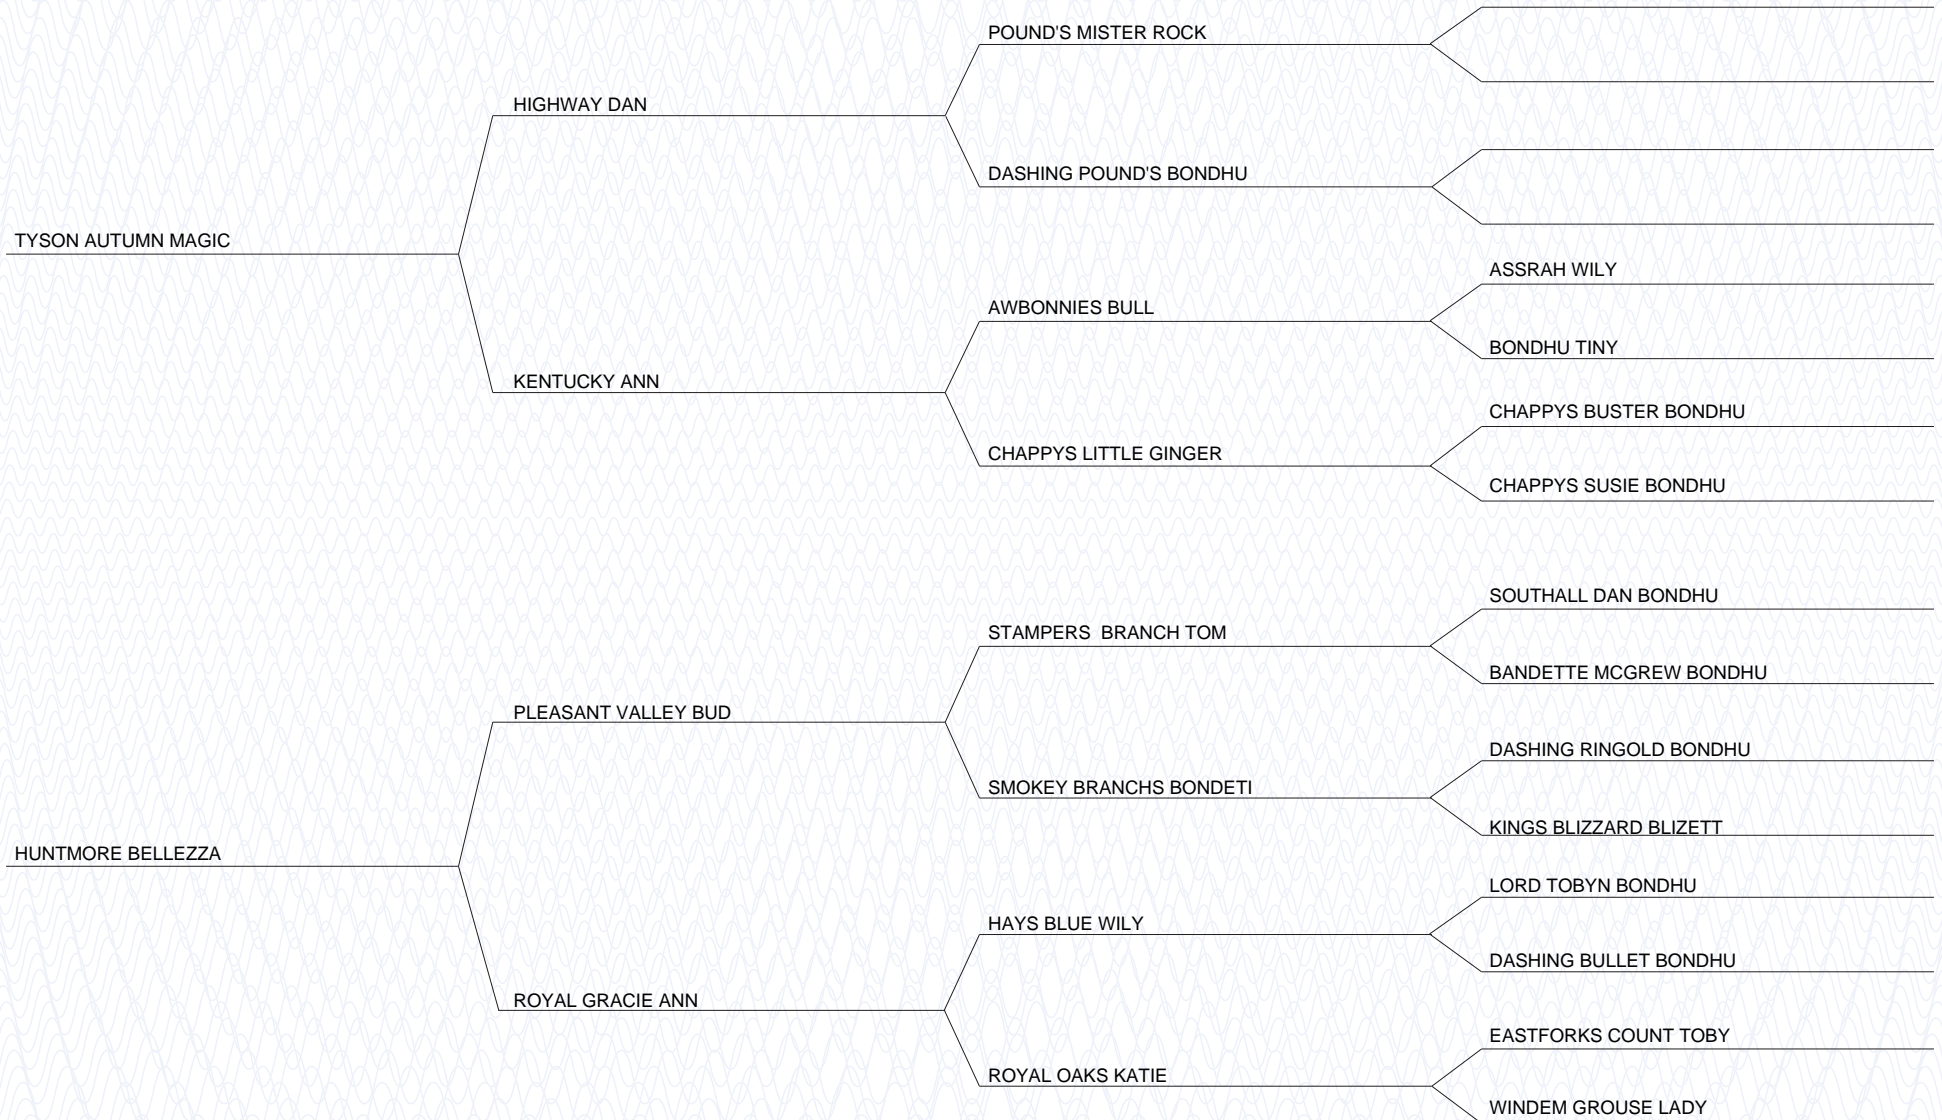 POUND'S MISTER ROCK
HIGHWAY DAN
DASHING POUND'S BONDHU
TYSON AUTUMN MAGIC
ASSRAH WILY
AWBONNIES BULL
BONDHU TINY
KENTUCKY ANN
CHAPPYS BUSTER BONDHU
CHAPPYS LITTLE GINGER
CHAPPYS SUSIE BONDHU
SOUTHALL DAN BONDHU
STAMPERS  BRANCH TOM
BANDETTE MCGREW BONDHU
PLEASANT VALLEY BUD
DASHING RINGOLD BONDHU
SMOKEY BRANCHS BONDETI
KINGS BLIZZARD BLIZETT
HUNTMORE BELLEZZA
LORD TOBYN BONDHU
HAYS BLUE WILY
DASHING BULLET BONDHU
ROYAL GRACIE ANN
EASTFORKS COUNT TOBY
ROYAL OAKS KATIE
WINDEM GROUSE LADY